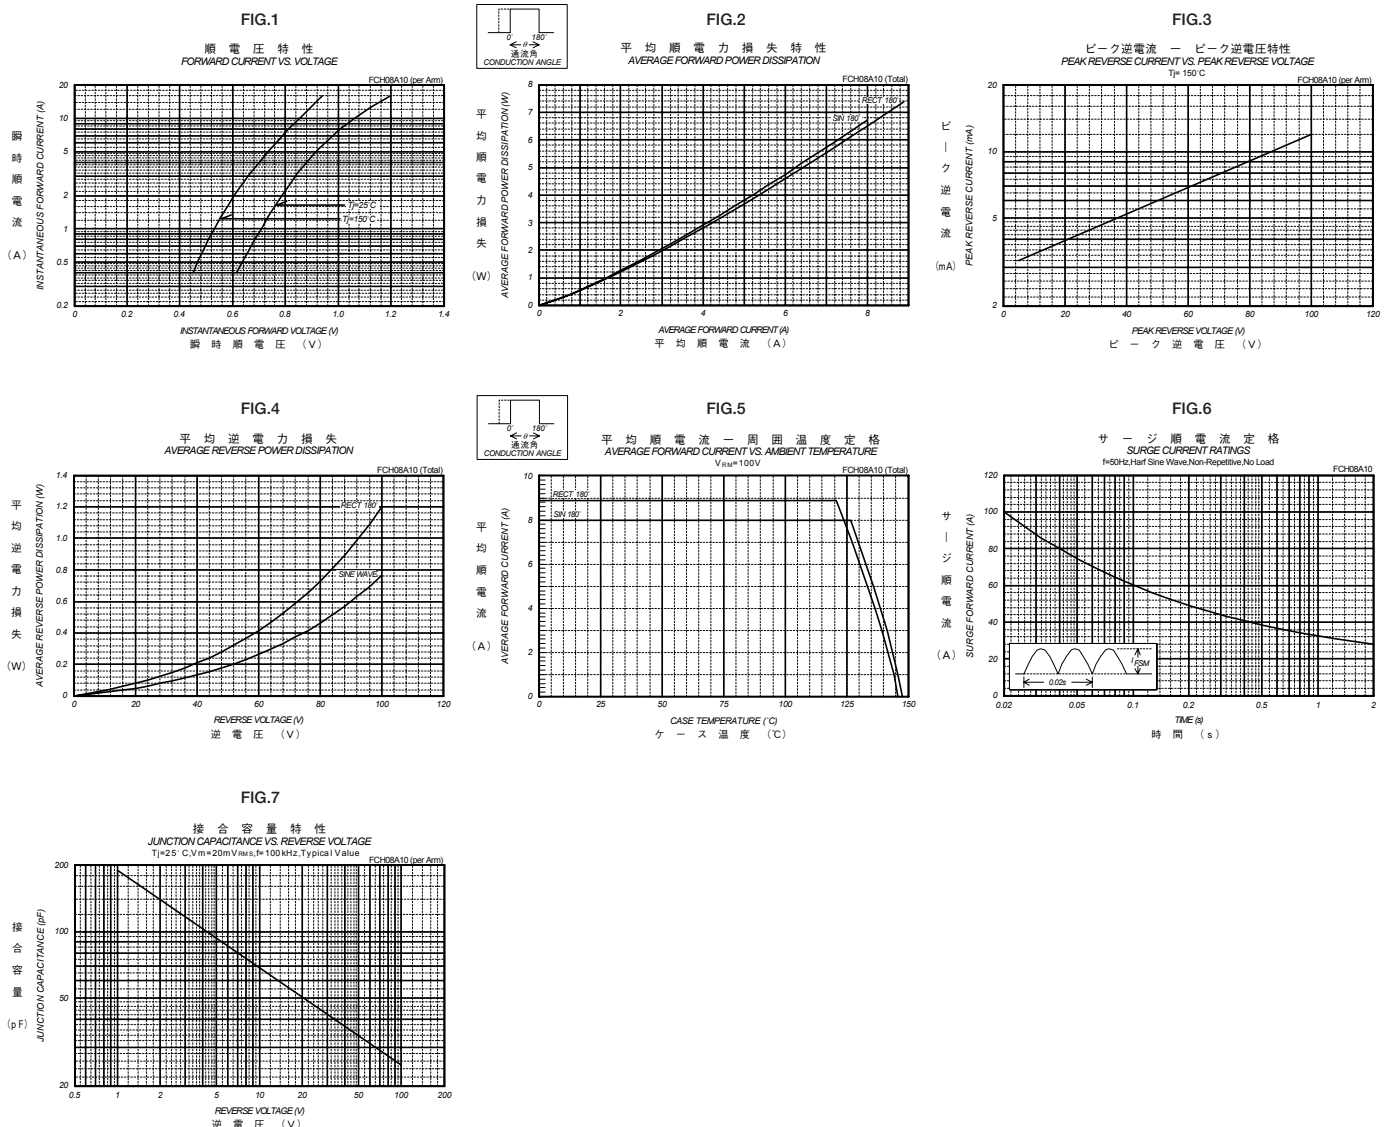 FIG.1
順電圧特性
FORWARD CURRENT VS. VOLTAGE
FCH08A10 (per Arm)
瞬時順電流 (A)
INSTANTANEOUS FORWARD CURRENT (A)
20
10
5
2
1
0.5
0.2
Tj=25°C
Tj=150°C
0 0.2 0.4 0.6 0.8 1.0 1.2 1.4
INSTANTANEOUS FORWARD VOLTAGE (V)
瞬時順電圧 (V)
0° 180°
θ
通流角
CONDUCTION ANGLE
FIG.2
平均順電力損失特性
AVERAGE FORWARD POWER DISSIPATION
FCH08A10 (Total)
平均順電力損失 (W)
AVERAGE FORWARD POWER DISSIPATION (W)
8
7
6
5
4
3
2
1
0
RECT 180°
SIN 180°
0 2 4 6 8
AVERAGE FORWARD CURRENT (A)
平均順電流 (A)
FIG.3
ピーク逆電流 ー ピーク逆電圧特性
PEAK REVERSE CURRENT VS. PEAK REVERSE VOLTAGE
Tj= 150°C
FCH08A10 (per Arm)
ピーク逆電流 (mA)
PEAK REVERSE CURRENT (mA)
20
10
5
2
0 20 40 60 80 100 120
PEAK REVERSE VOLTAGE (V)
ピーク逆電圧 (V)
FIG.4
平均逆電力損失
AVERAGE REVERSE POWER DISSIPATION
FCH08A10 (Total)
平均逆電力損失 (W)
AVERAGE REVERSE POWER DISSIPATION (W)
1.4
1.2
1.0
0.8
0.6
0.4
0.2
0
RECT 180°
SINE WAVE
0 20 40 60 80 100 120
REVERSE VOLTAGE (V)
逆電圧 (V)
0° 180°
θ
通流角
CONDUCTION ANGLE
FIG.5
平均順電流ー周囲温度定格
AVERAGE FORWARD CURRENT VS. AMBIENT TEMPERATURE
VRM=100V
FCH08A10 (Total)
平均順電流 (A)
AVERAGE FORWARD CURRENT (A)
10
8
6
4
2
0
RECT 180°
SIN 180°
0 25 50 75 100 125 150
CASE TEMPERATURE (°C)
ケース温度 (℃)
FIG.6
サージ順電流定格
SURGE CURRENT RATINGS
f=50Hz,Harf Sine Wave,Non-Repetitive,No Load
FCH08A10
サージ順電流 (A)
SURGE FORWARD CURRENT (A)
120
100
80
60
40
20
0
IFSM
0.02s
0.02 0.05 0.1 0.2 0.5 1 2
TIME (s)
時間 (s)
FIG.7
接合容量特性
JUNCTION CAPACITANCE VS. REVERSE VOLTAGE
Tj=25°C,Vm=20mVRMS,f=100kHz,Typical Value
FCH08A10 (per Arm)
接合容量 (pF)
JUNCTION CAPACITANCE (pF)
200
100
50
20
0.5 1 2 5 10 20 50 100 200
REVERSE VOLTAGE (V)
逆電圧 (V)